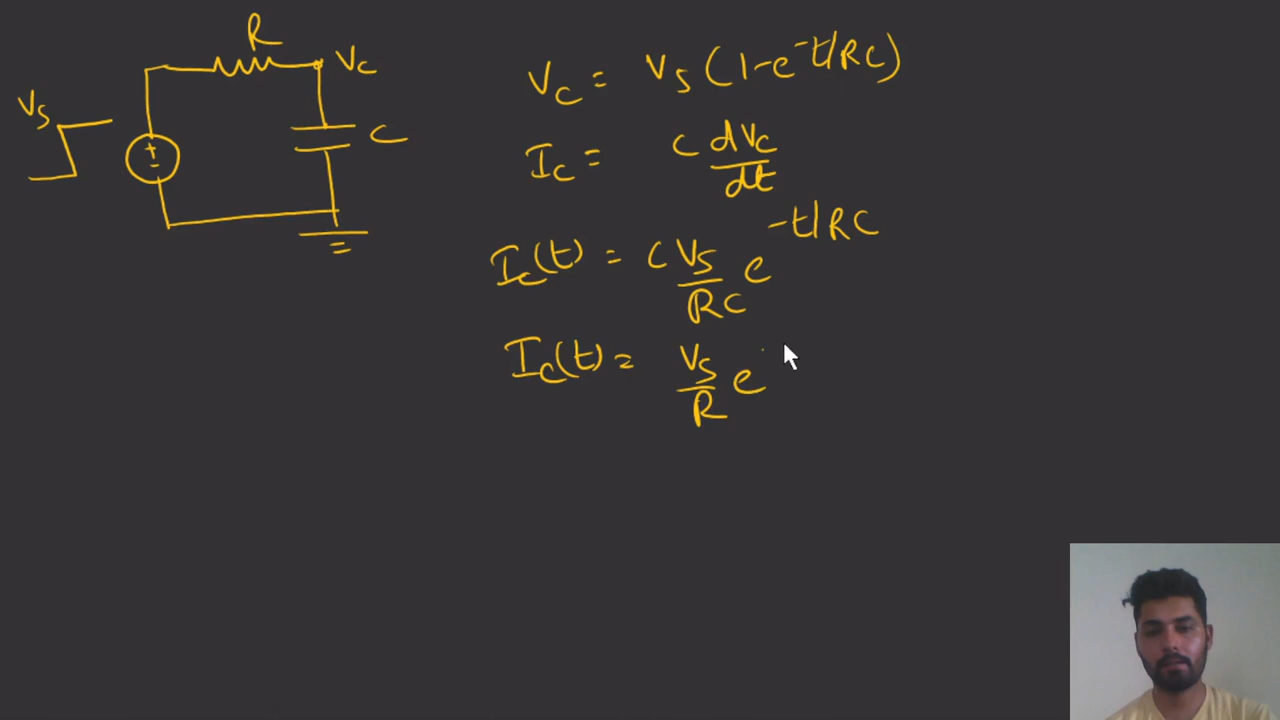 R
Vc
Vs
+
-
C
Vc = Vs(1-e^-t/RC)
Ic = C dVc/dt
Ic(t) = C Vs/RC e^-t/RC
Ic(t) = Vs/R e